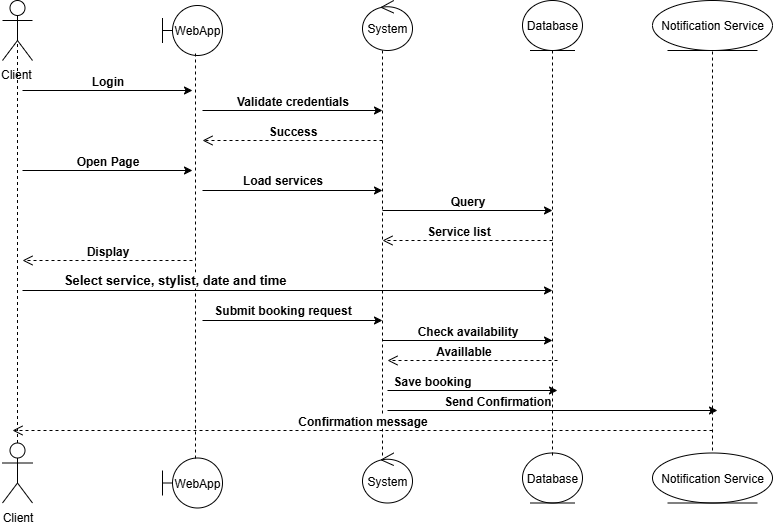 WebApp
System
Database
Notification Service
Client
Login
Validate credentials
Success
Open Page
Load services
Query
Service list
Display
Select service, stylist, date and time
Submit booking request
Check availability
Availlable
Save booking
Send Confirmation
Confirmation message
WebApp
System
Database
Notification Service
Client